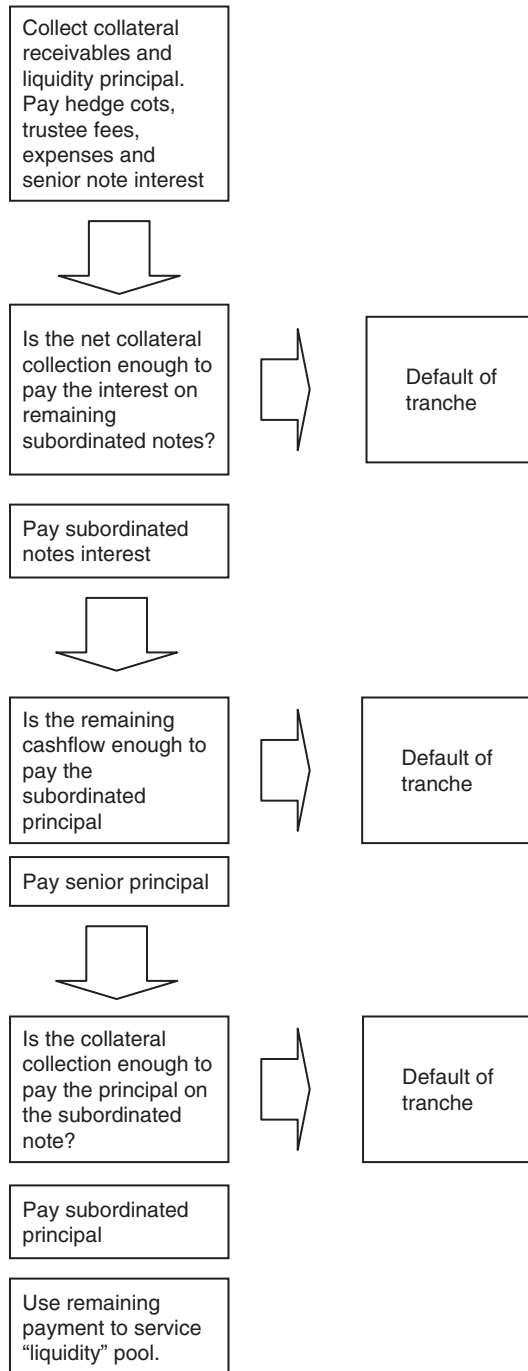 Collect collateral
receivables and
liquidity principal.
Pay hedge cots,
trustee fees,
expenses and
senior note interest
Is the net collateral
collection enough to
pay the interest on
remaining
subordinated notes?
Default of
tranche
Pay subordinated
notes interest
Is the remaining
cashflow enough to
pay the
subordinated
principal
Default of
tranche
Pay senior principal
Is the collateral
collection enough to
pay the principal on
the subordinated
note?
Default of
tranche
Pay subordinated
principal
Use remaining
payment to service
“liquidity” pool.